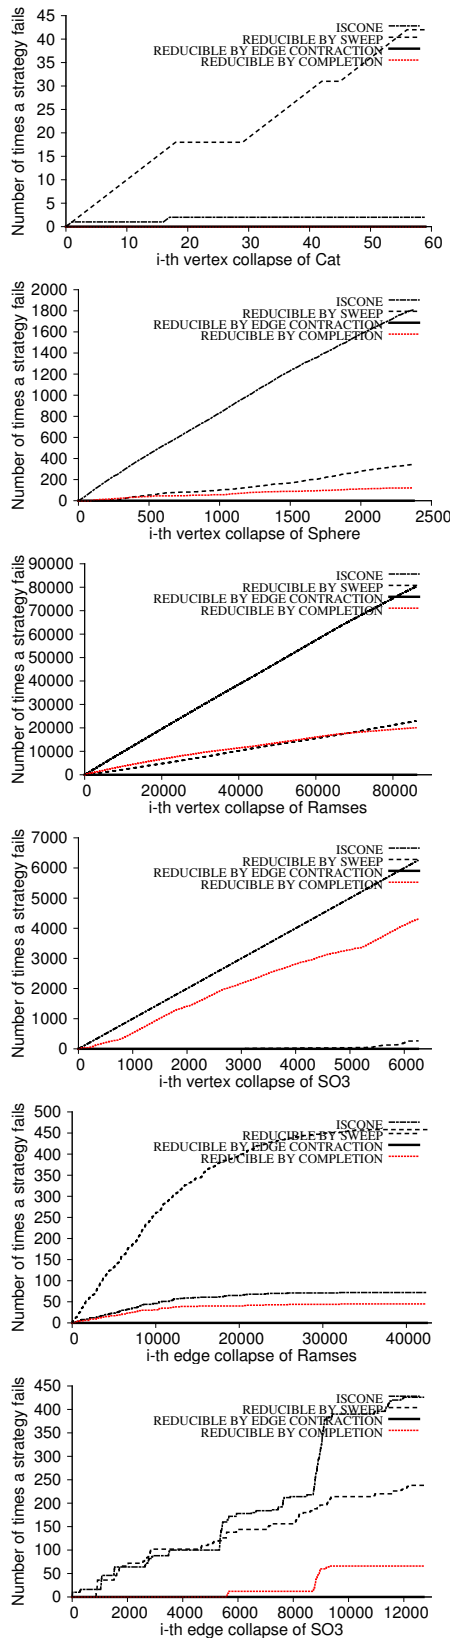 Number of times a strategy fails
45
40
35
30
25
20
15
10
5
0
ISCONE
REDUCIBLE BY SWEEP
REDUCIBLE BY EDGE CONTRACTION
REDUCIBLE BY COMPLETION
0 10 20 30 40 50 60
i-th vertex collapse of Cat
Number of times a strategy fails
2000
1800
1600
1400
1200
1000
800
600
400
200
0
ISCONE
REDUCIBLE BY SWEEP
REDUCIBLE BY EDGE CONTRACTION
REDUCIBLE BY COMPLETION
0 500 1000 1500 2000 2500
i-th vertex collapse of Sphere
Number of times a strategy fails
90000
80000
70000
60000
50000
40000
30000
20000
10000
0
ISCONE
REDUCIBLE BY SWEEP
REDUCIBLE BY EDGE CONTRACTION
REDUCIBLE BY COMPLETION
0 20000 40000 60000 80000
i-th vertex collapse of Ramses
Number of times a strategy fails
7000
6000
5000
4000
3000
2000
1000
0
ISCONE
REDUCIBLE BY SWEEP
REDUCIBLE BY EDGE CONTRACTION
REDUCIBLE BY COMPLETION
0 1000 2000 3000 4000 5000 6000
i-th vertex collapse of SO3
Number of times a strategy fails
500
450
400
350
300
250
200
150
100
50
0
ISCONE
REDUCIBLE BY SWEEP
REDUCIBLE BY EDGE CONTRACTION
REDUCIBLE BY COMPLETION
0 10000 20000 30000 40000
i-th edge collapse of Ramses
Number of times a strategy fails
450
400
350
300
250
200
150
100
50
0
ISCONE
REDUCIBLE BY SWEEP
REDUCIBLE BY EDGE CONTRACTION
REDUCIBLE BY COMPLETION
0 2000 4000 6000 8000 10000 12000
i-th edge collapse of SO3